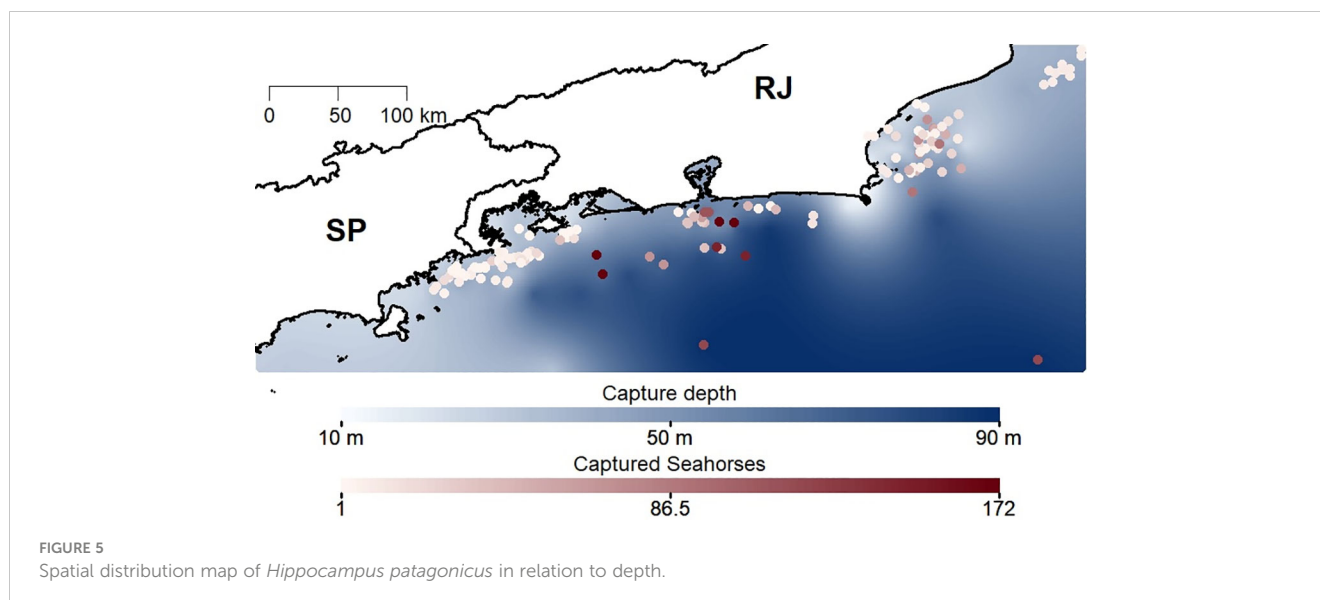 RJ
0 50 100 km
SP
Capture depth
10 m 50 m 90 m
Captured Seahorses
1 86.5 172
FIGURE 5
Spatial distribution map of Hippocampus patagonicus in relation to depth.